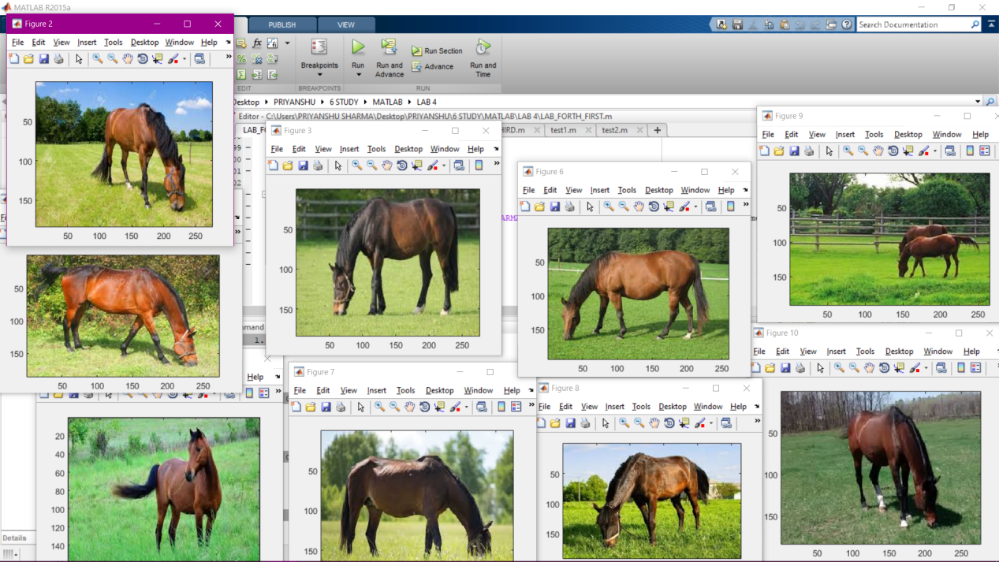 MATLAB R2015a
PUBLISH VIEW
Search Documentation
Breakpoints
Run
Run and
Advance
Run Section
Advance
Run and
Time
EDIT BREAKPOINTS RUN
Desktop PRIYANSHU 6 STUDY MATLAB LAB 4
Editor - C:\Users\PRIYANSHU SHARMA\Desktop\PRIYANSHU\6 STUDY\MATLAB\LAB 4\LAB_FORTH_FIRST.m
HIRD.m test1.m test2.m +
Figure 2
File Edit View Insert Tools Desktop Window Help
50
100
150
50 100 150 200 250
50
100
150
50 100 150 200 250
Figure 3
File Edit View Insert Tools Desktop Window Help
50
100
150
50 100 150 200 250
Figure 6
File Edit View Insert Tools Desktop Window Help
50
100
150
50 100 150 200 250
Figure 9
File Edit View Insert Tools Desktop Window Help
50
100
150
50 100 150 200 250
Help
20
40
60
80
100
120
140
Figure 7
File Edit View Insert Tools Desktop Window Help
50
100
150
Figure 8
File Edit View Insert Tools Desktop Window Help
50
100
150
Figure 10
File Edit View Insert Tools Desktop Window Help
50
100
150
50 100 150 200 250
Details